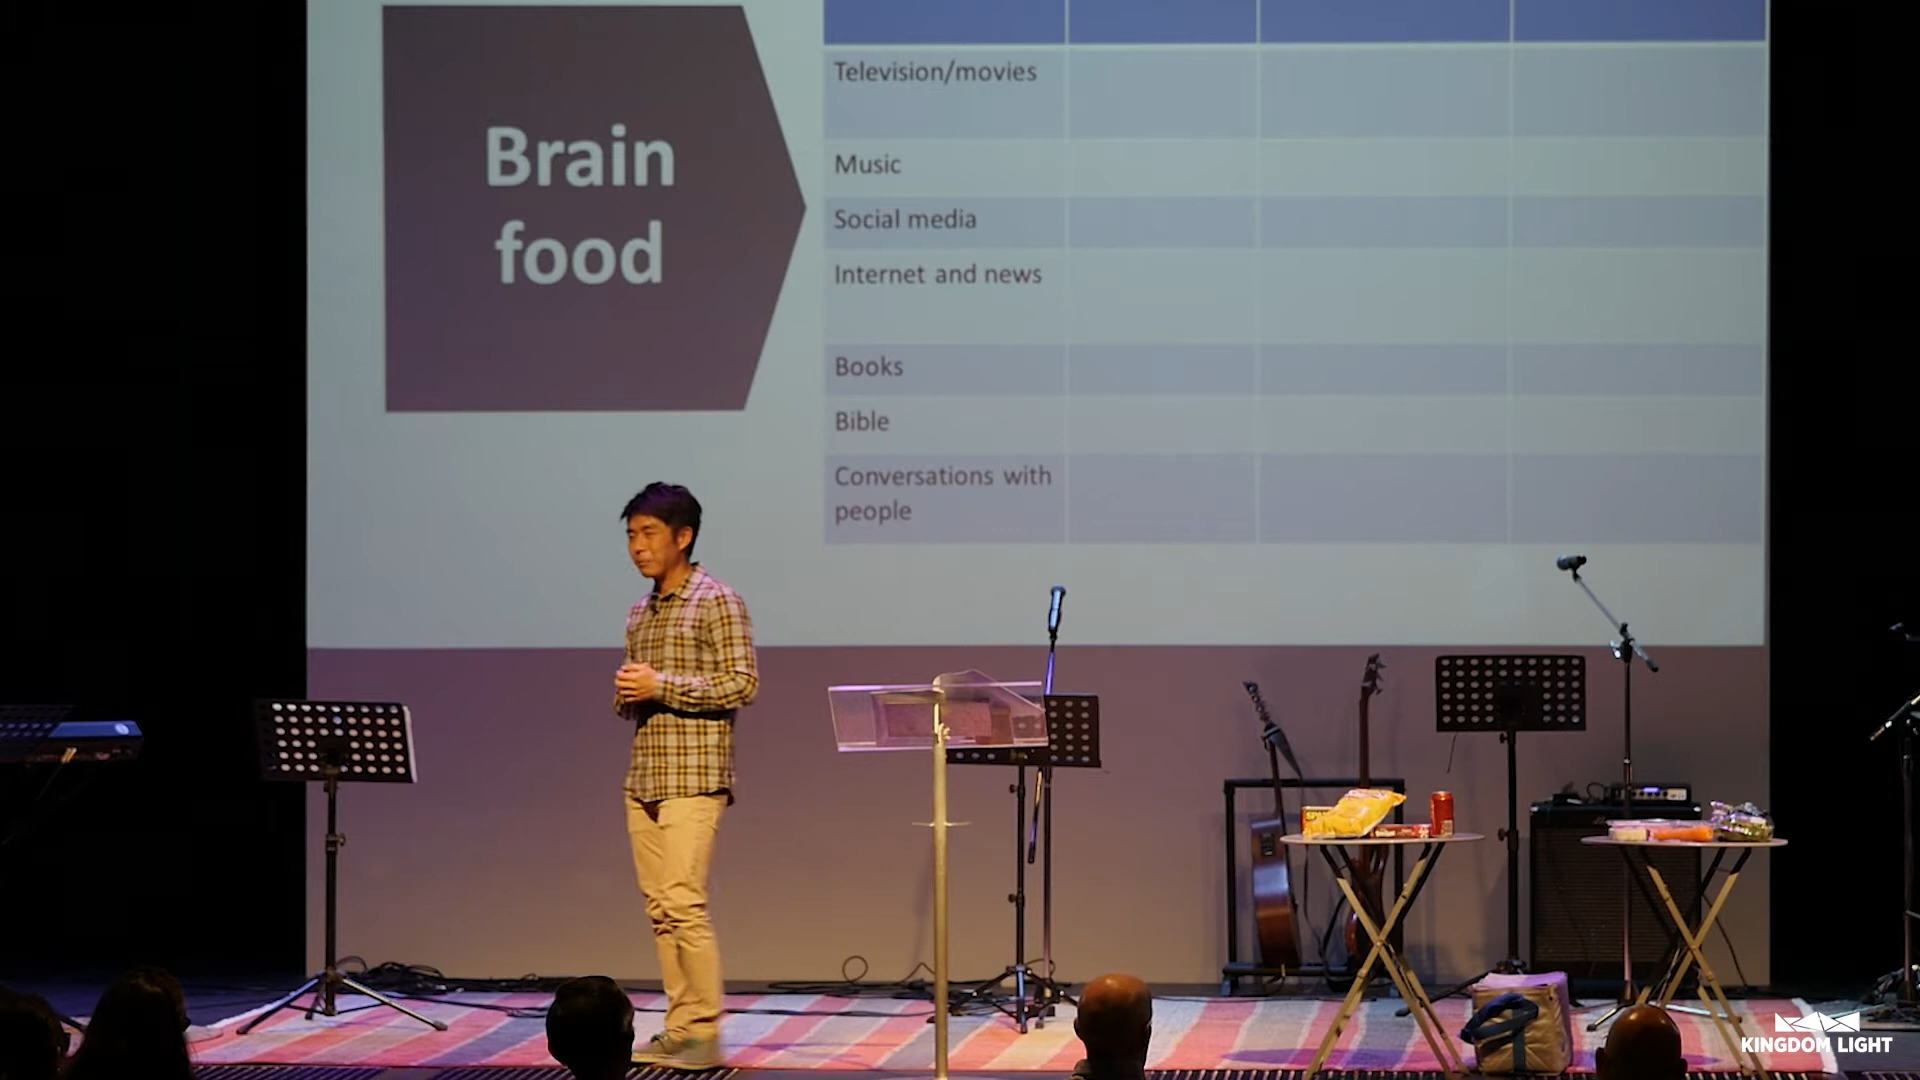 Brain
food
Television/movies
Music
Social media
Internet and news
Books
Bible
Conversations with
people
KINGDOM LIGHT